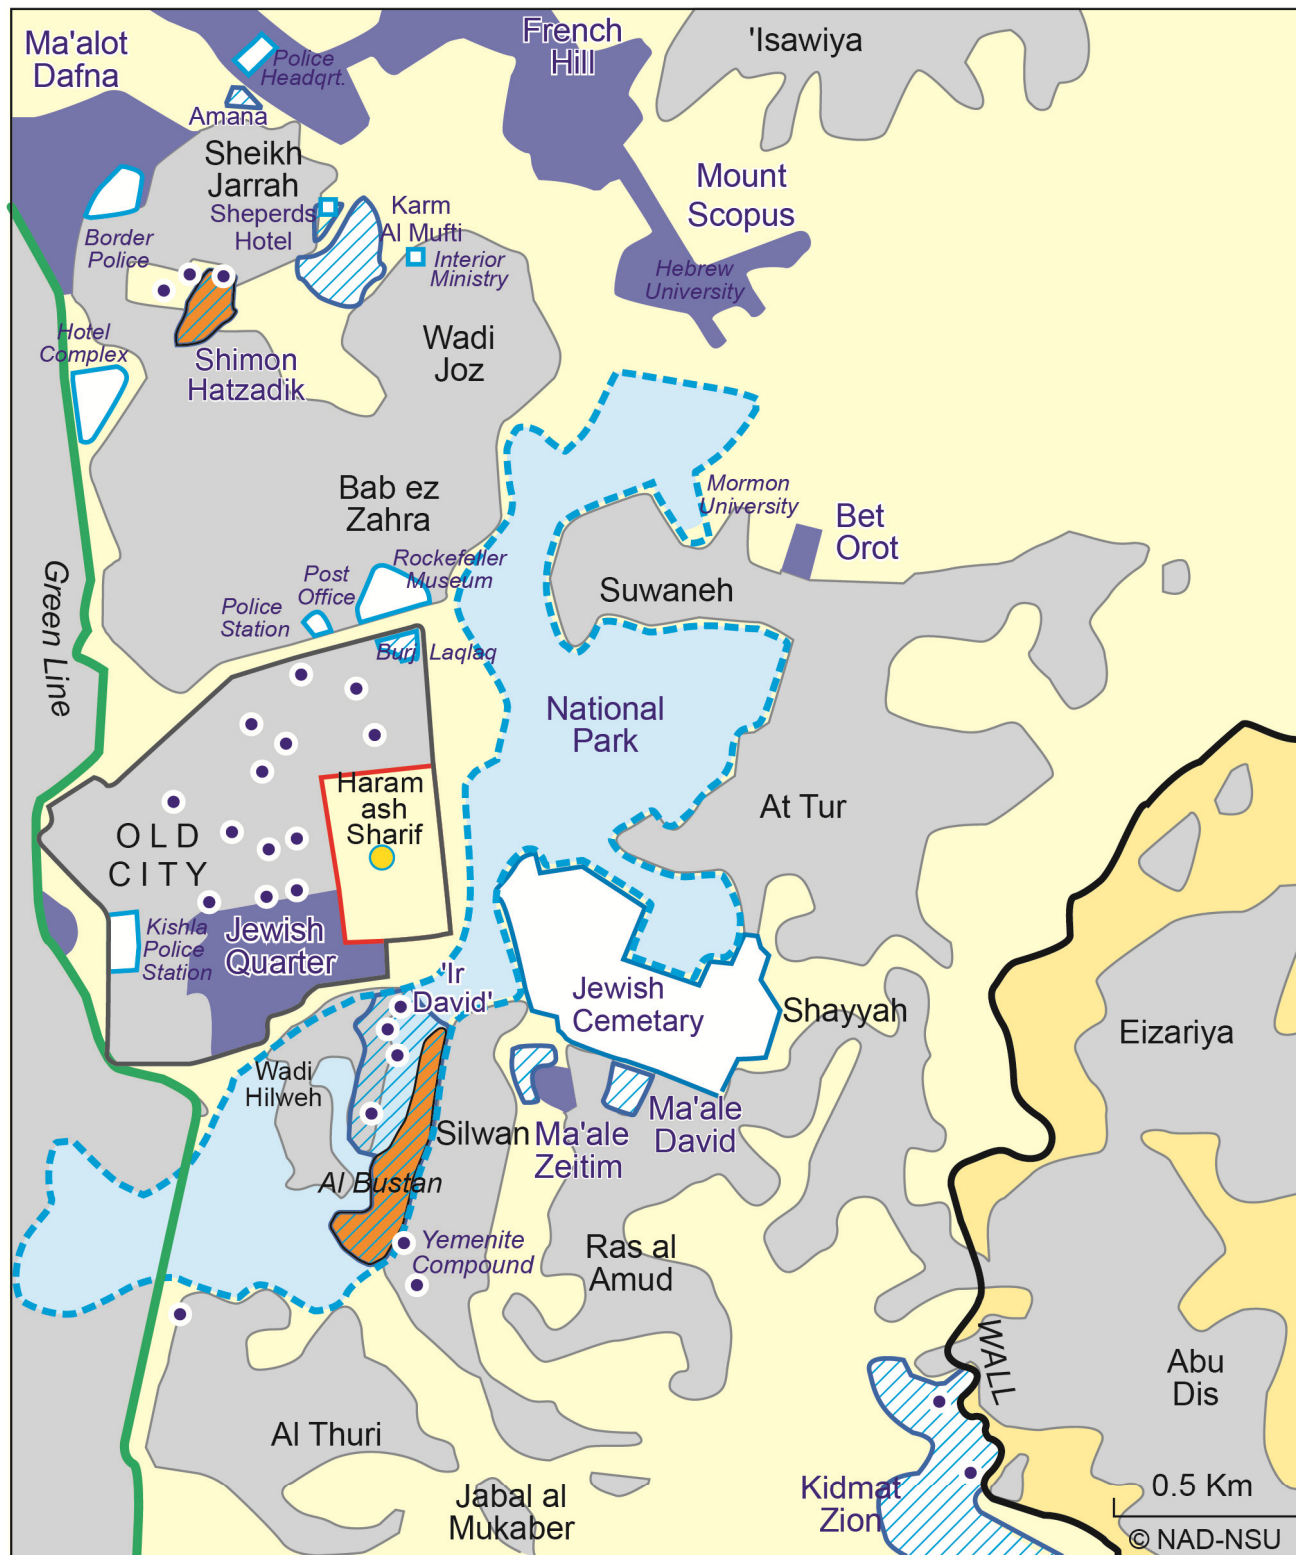 Ma'alot
Dafna
Police
Headqrt.
French
Hill
'Isawiya
Amana
Sheikh
Jarrah
Sheperds
Hotel
Karm
Al Mufti
Interior
Ministry
Mount
Scopus
Hebrew
University
Border
Police
Hotel
Complex
Shimon
Hatzadik
Wadi
Joz
Bab ez
Zahra
Mormon
University
Bet
Orot
Green Line
Rockefeller
Museum
Post
Office
Police
Station
Burj Laqlaq
Suwaneh
National
Park
Haram
ash
Sharif
At Tur
OLD
CITY
Kishla
Police
Station
Jewish
Quarter
'Ir
David'
Jewish
Cemetary
Shayyah
Eizariya
Wadi
Hilweh
Silwan
Ma'ale
Zeitim
Ma'ale
David
Al Bustan
Yemenite
Compound
Ras al
Amud
WALL
Abu
Dis
Al Thuri
Kidmat
Zion
Jabal al
Mukaber
0.5 Km
© NAD-NSU